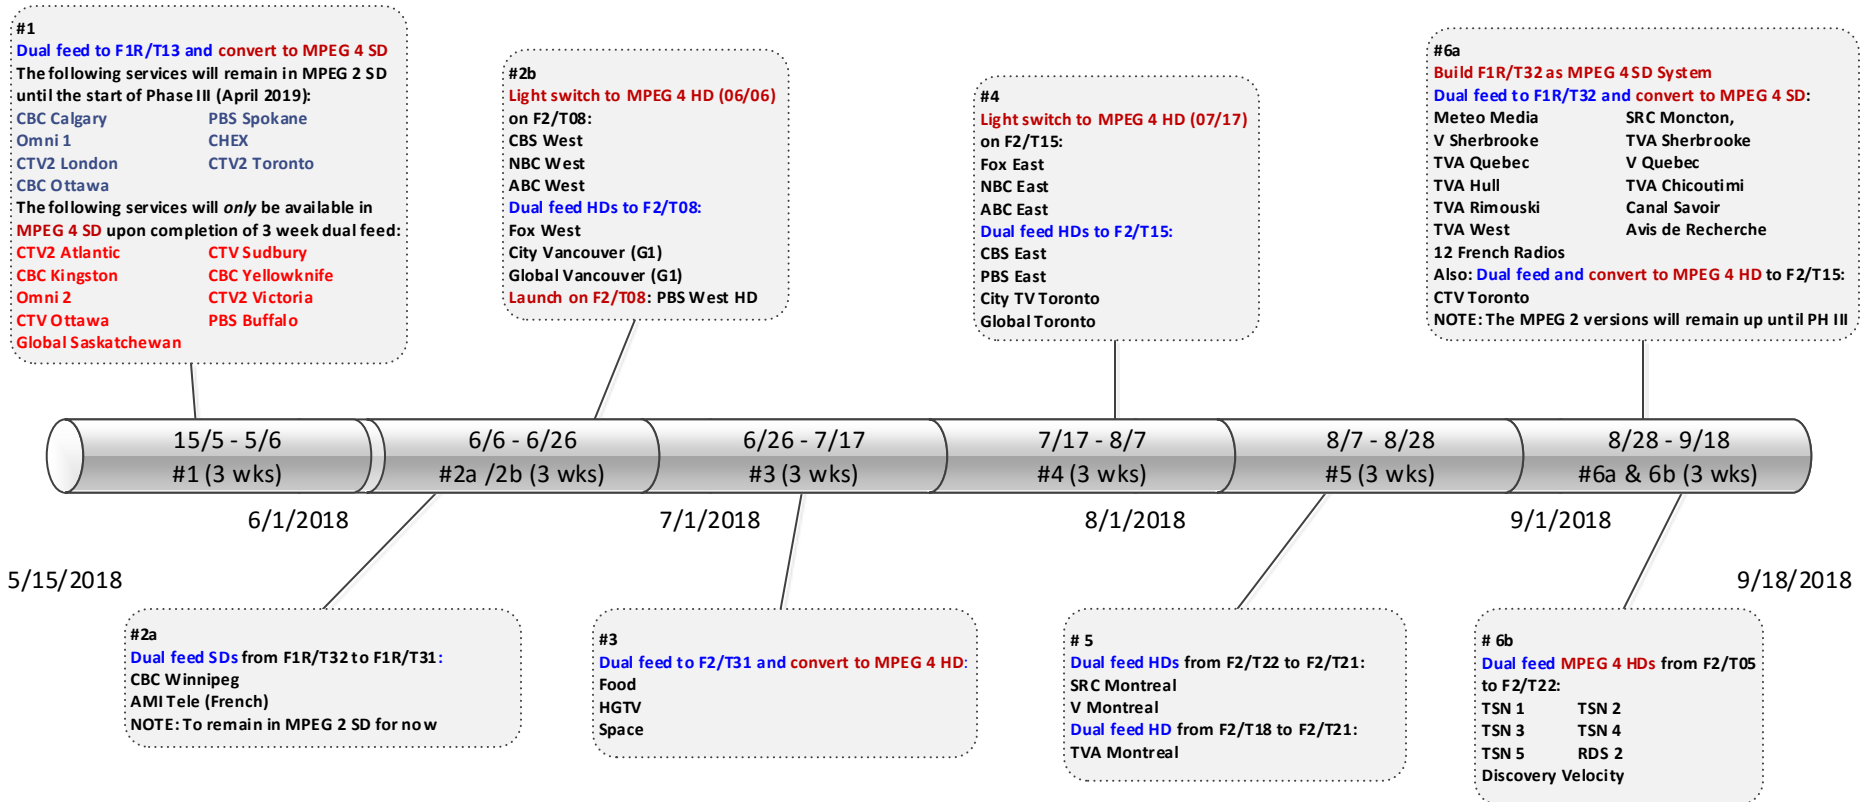 #1
Dual feed to F1R/T13 and convert to MPEG 4 SD
The following services will remain in MPEG 2 SD
until the start of Phase III (April 2019):
CBC Calgary PBS Spokane
Omni 1 CHEX
CTV2 London CTV2 Toronto
CBC Ottawa
The following services will only be available in
MPEG 4 SD upon completion of 3 week dual feed:
CTV2 Atlantic CTV Sudbury
CBC Kingston CBC Yellowknife
Omni 2 CTV2 Victoria
CTV Ottawa PBS Buffalo
Global Saskatchewan
#2b
Light switch to MPEG 4 HD (06/06)
on F2/T08:
CBS West
NBC West
ABC West
Dual feed HDs to F2/T08:
Fox West
City Vancouver (G1)
Global Vancouver (G1)
Launch on F2/T08: PBS West HD
#4
Light switch to MPEG 4 HD (07/17)
on F2/T15:
Fox East
NBC East
ABC East
Dual feed HDs to F2/T15:
CBS East
PBS East
City TV Toronto
Global Toronto
#6a
Build F1R/T32 as MPEG 4 SD System
Dual feed to F1R/T32 and convert to MPEG 4 SD:
Meteo Media SRC Moncton,
V Sherbrooke TVA Sherbrooke
TVA Quebec V Quebec
TVA Hull TVA Chicoutimi
TVA Rimouski Canal Savoir
TVA West Avis de Recherche
12 French Radios
Also: Dual feed and convert to MPEG 4 HD to F2/T15:
CTV Toronto
NOTE: The MPEG 2 versions will remain up until PH III
15/5 - 5/6
#1 (3 wks)
6/6 - 6/26
#2a /2b (3 wks)
6/26 - 7/17
#3 (3 wks)
7/17 - 8/7
#4 (3 wks)
8/7 - 8/28
#5 (3 wks)
8/28 - 9/18
#6a & 6b (3 wks)
6/1/2018
7/1/2018
8/1/2018
9/1/2018
5/15/2018
9/18/2018
#2a
Dual feed SDs from F1R/T32 to F1R/T31:
CBC Winnipeg
AMI Tele (French)
NOTE: To remain in MPEG 2 SD for now
#3
Dual feed to F2/T31 and convert to MPEG 4 HD:
Food
HGTV
Space
# 5
Dual feed HDs from F2/T22 to F2/T21:
SRC Montreal
V Montreal
Dual feed HD from F2/T18 to F2/T21:
TVA Montreal
# 6b
Dual feed MPEG 4 HDs from F2/T05
to F2/T22:
TSN 1 TSN 2
TSN 3 TSN 4
TSN 5 RDS 2
Discovery Velocity